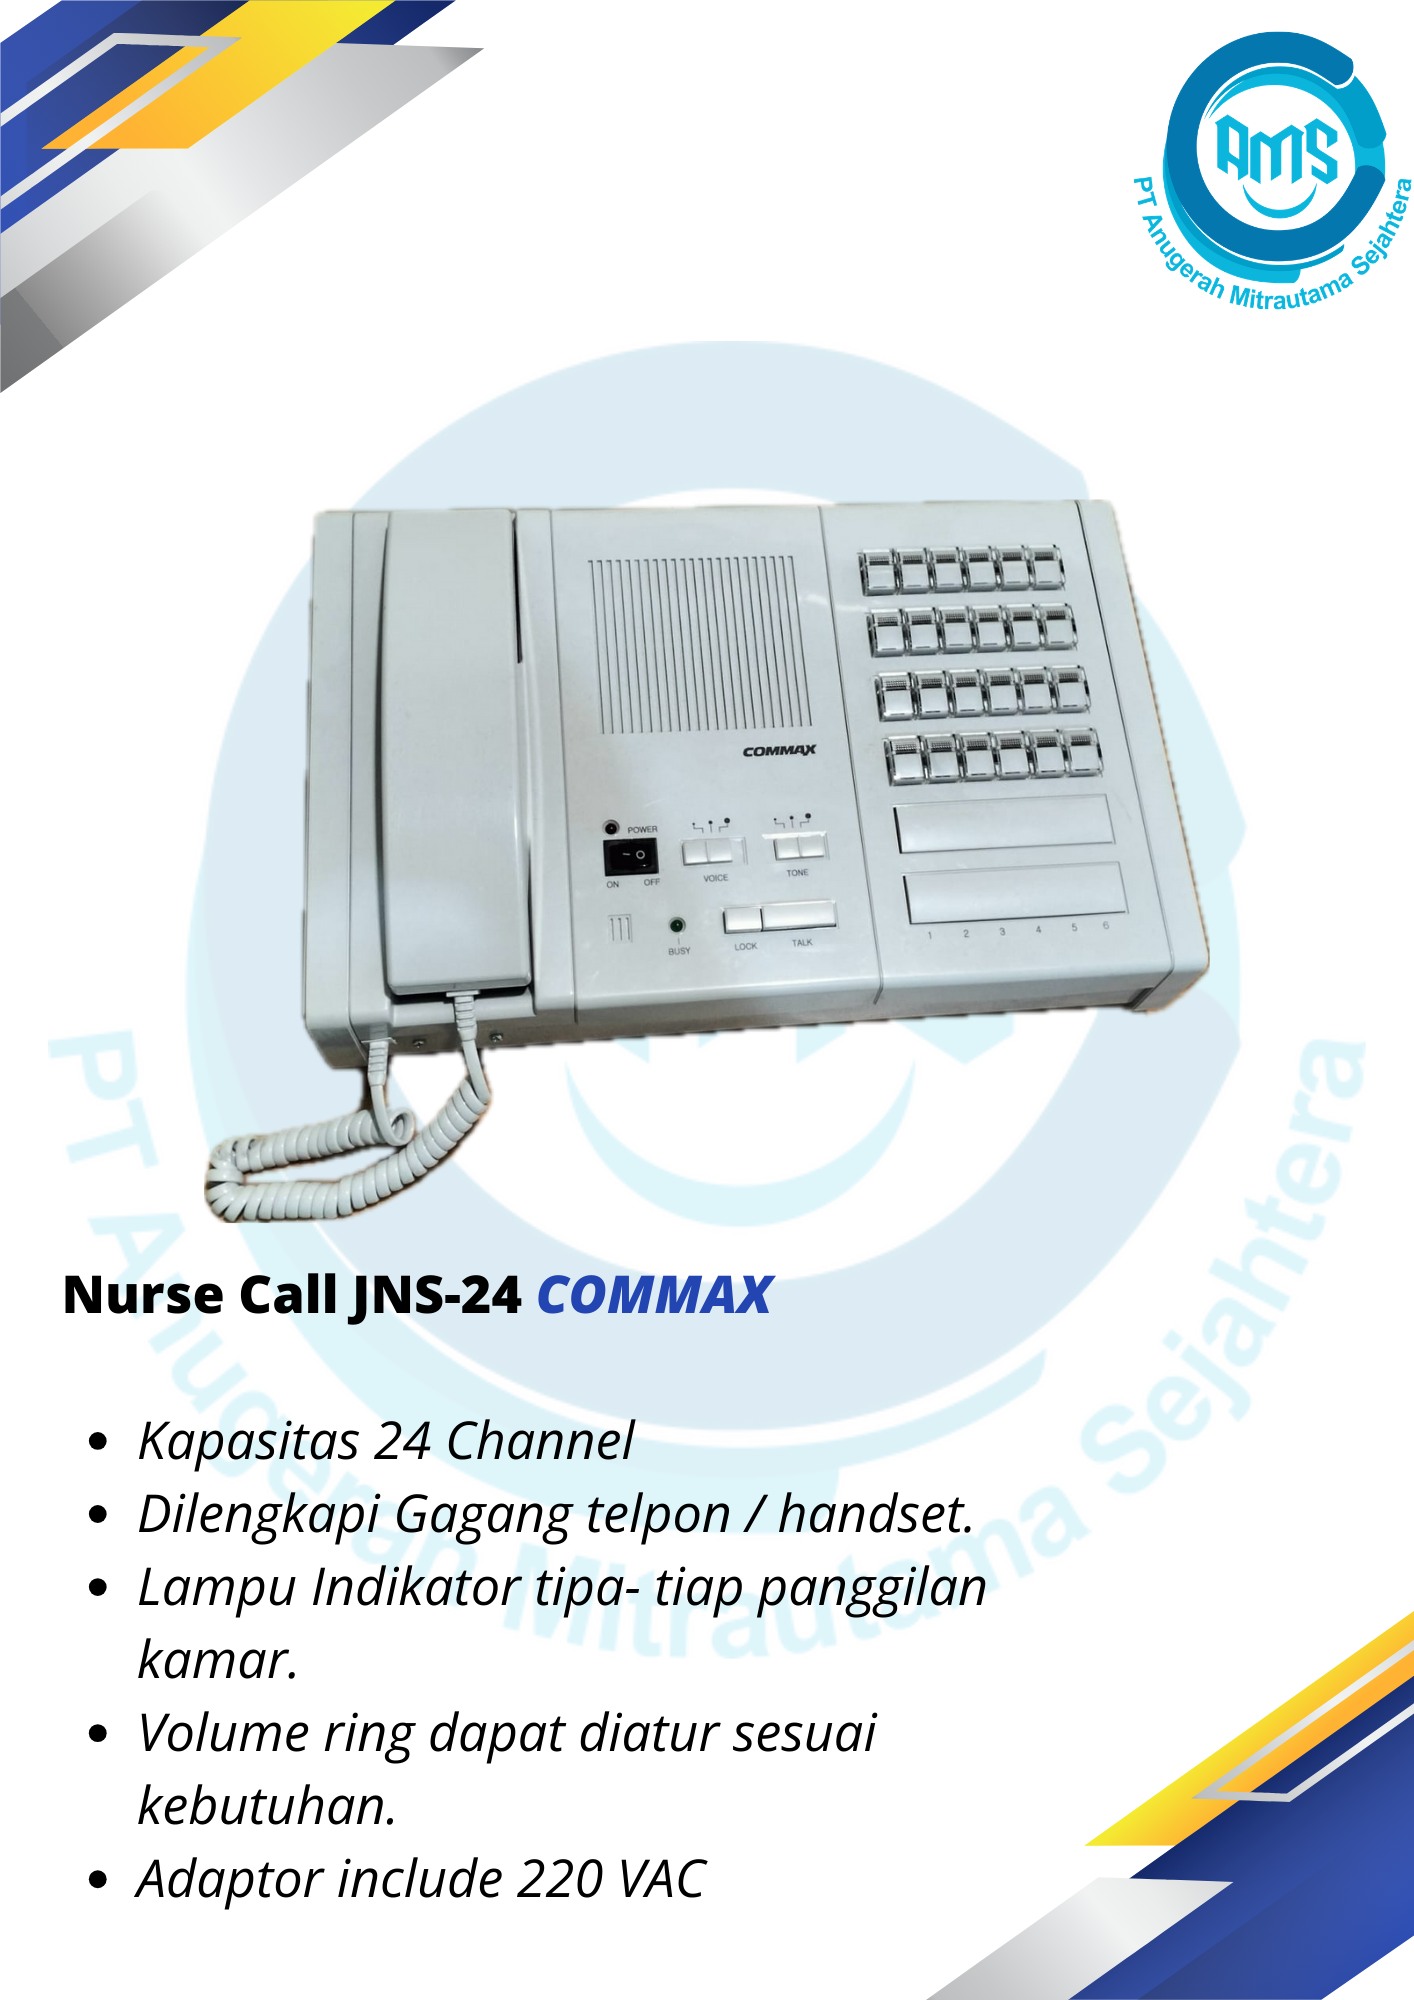 AMS
PT Anugerah Mitrautama Sejahtera
COMMAX
POWER
ON OFF
VOICE
TONE
BUSY
LOCK
TALK
1 2 3 4 5 6
Nurse Call JNS-24 COMMAX
Kapasitas 24 Channel
Dilengkapi Gagang telpon / handset.
Lampu Indikator tipa- tiap panggilan
kamar.
Volume ring dapat diatur sesuai
kebutuhan.
Adaptor include 220 VAC
PT Anugerah Mitrautama Sejahtera